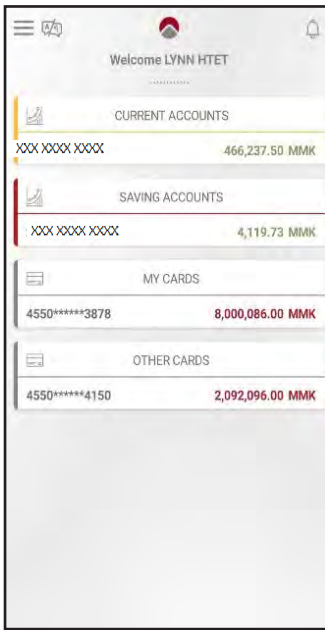 Welcome LYNN HTET
CURRENT ACCOUNTS
XXX XXXX XXXX 466,237.50 MMK
SAVING ACCOUNTS
XXX XXXX XXXX 4,119.73 MMK
MY CARDS
4550******3878 8,000,086.00 MMK
OTHER CARDS
4550******4150 2,092,096.00 MMK